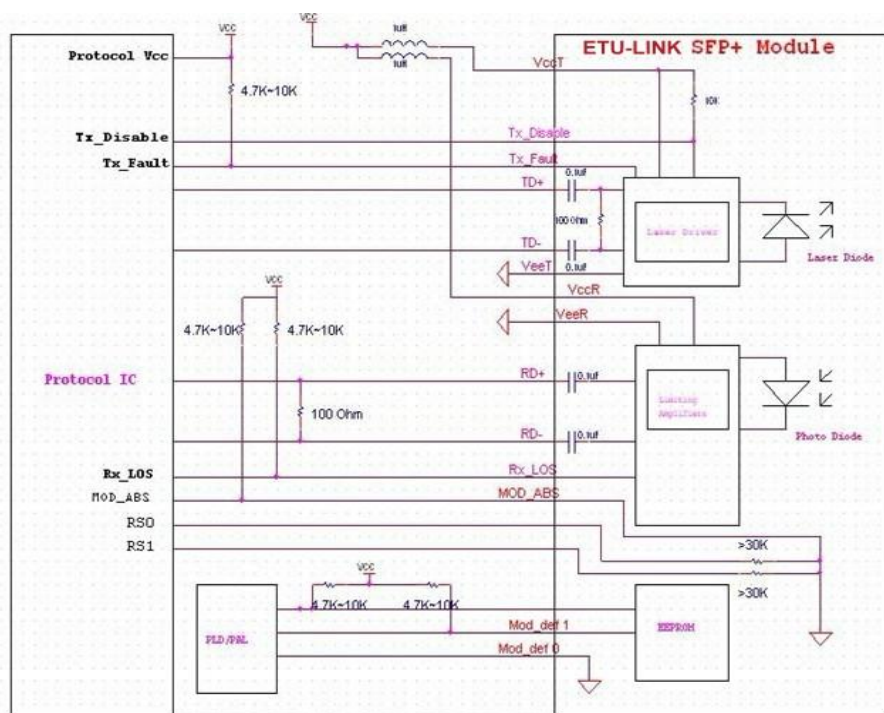 VCC
VCC
1uH
1uH
ETU-LINK SFP+ Module
Protocol Vcc
VccT
4.7K~10K
10K
Tx_Disable
Tx_Disable
Tx_Fault
Tx_Fault
TD+
0.1uf
100 Ohm
Laser Driver
TD-
0.1uf
Laser Diode
VeeT
VccR
VCC
VeeR
4.7K~10K
4.7K~10K
Protocol IC
RD+
0.1uf
100 Ohm
Limiting
Amplifiers
RD-
0.1uf
Photo Diode
Rx_LOS
Rx_LOS
MOD_ABS
MOD_ABS
RS0
RS1
>30K
>30K
VCC
4.7K~10K
4.7K~10K
PLD/PAL
Mod_def 1
EEPROM
Mod_def 0